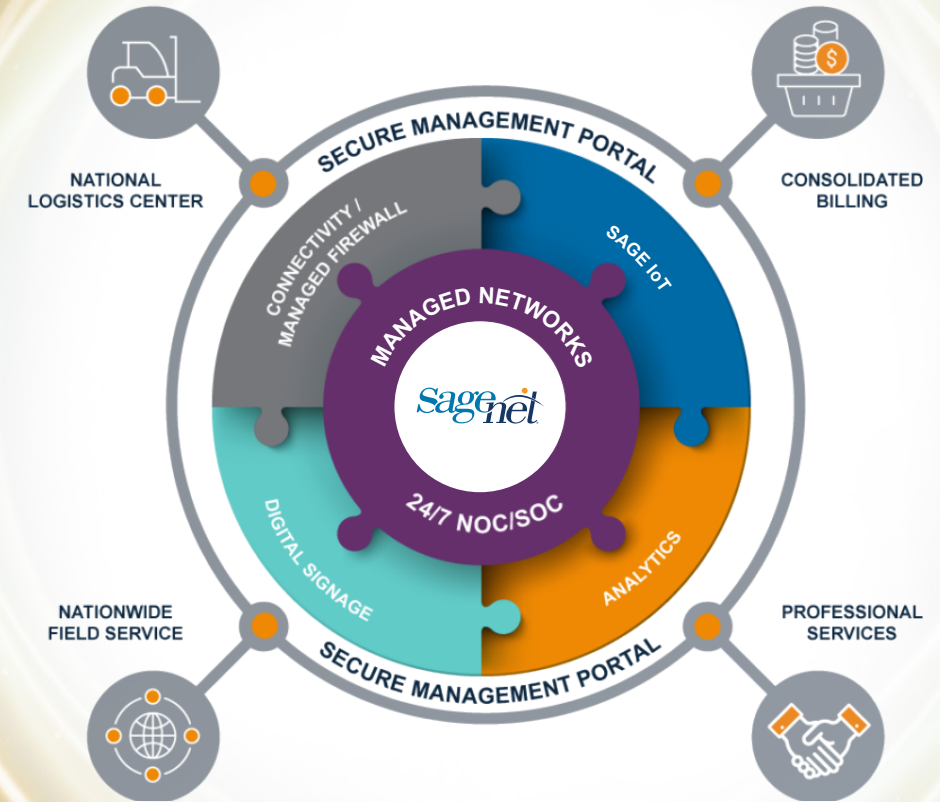 SECURE MANAGEMENT PORTAL
$
NATIONAL
LOGISTICS CENTER
CONSOLIDATED
BILLING
CONNECTIVITY /
MANAGED FIREWALL
SAGE IoT
MANAGED NETWORKS
Sagenet
24/7 NOC/SOC
DIGITAL SIGNAGE
ANALYTICS
NATIONWIDE
FIELD SERVICE
PROFESSIONAL
SERVICES
SECURE MANAGEMENT PORTAL